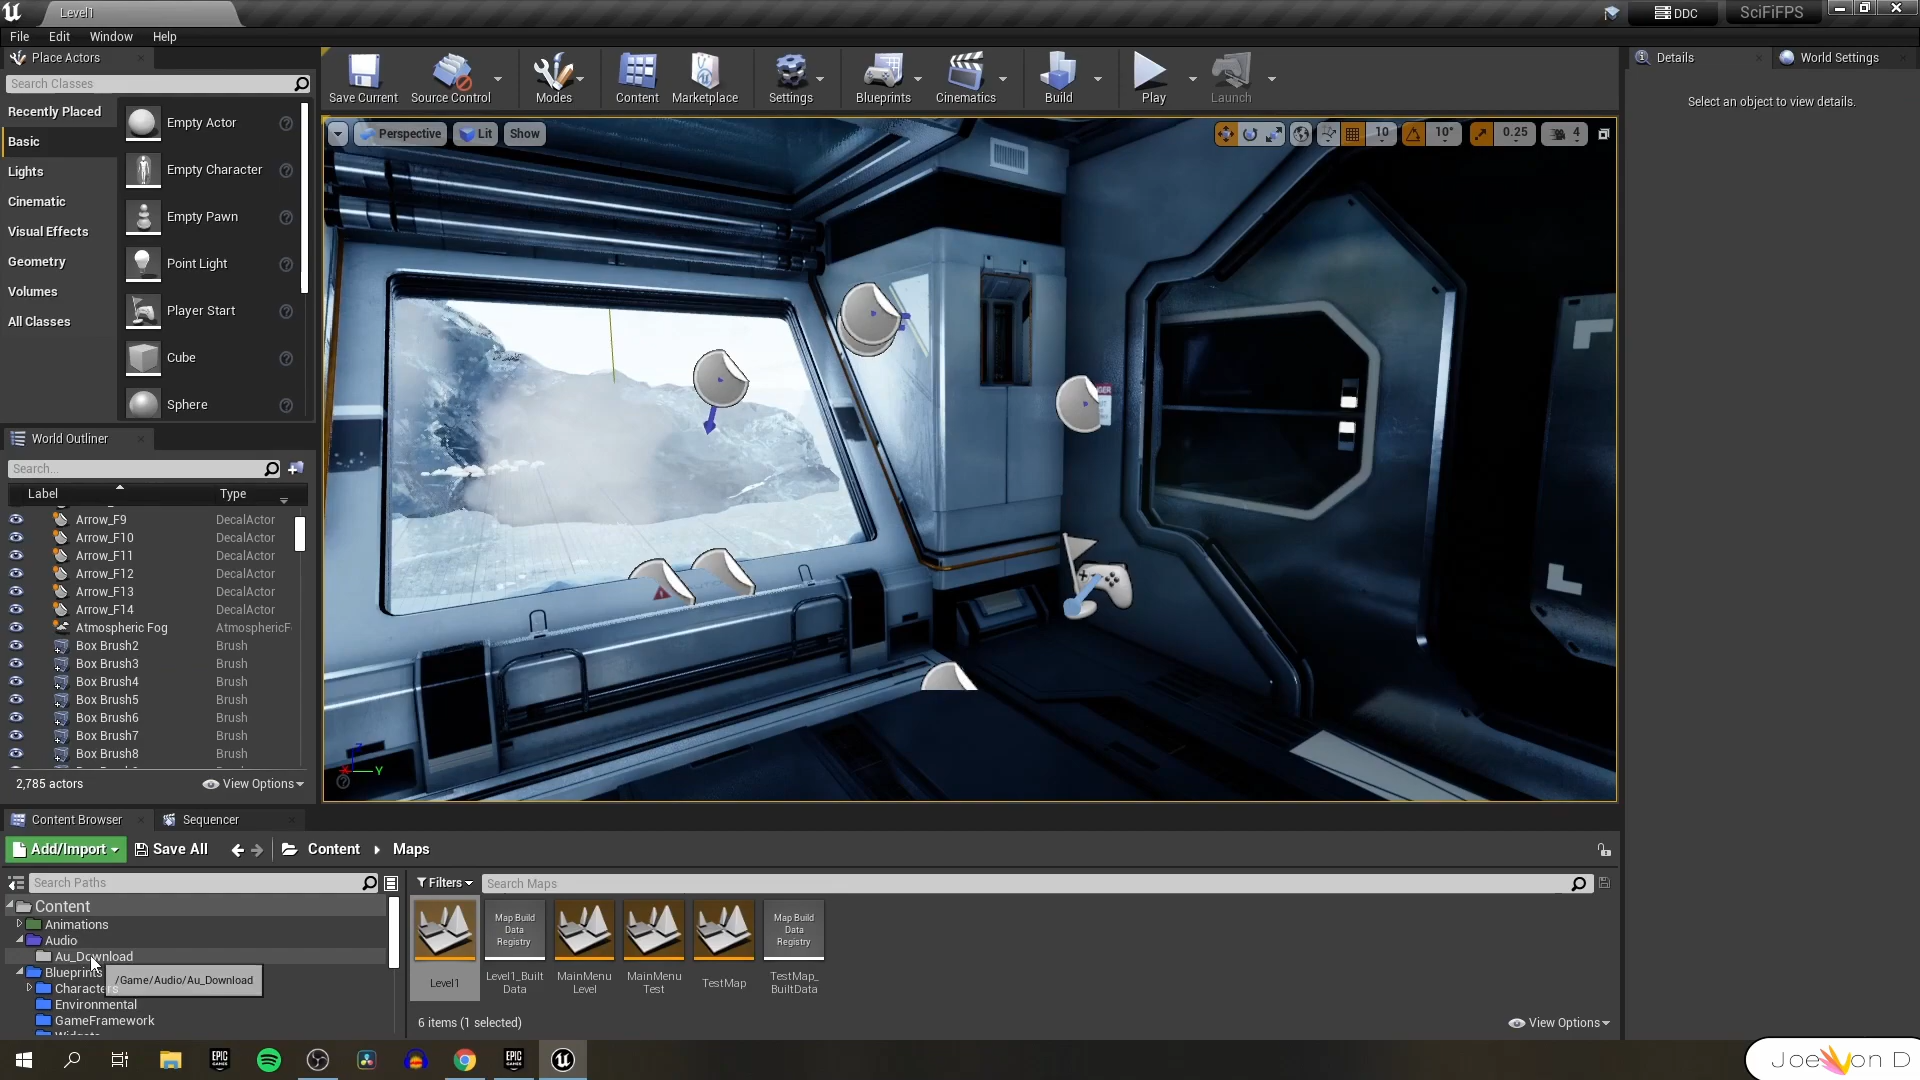 Level1
DDC
SciFiFPS
File Edit Window Help
Place Actors
Search Classes
Recently Placed
Basic
Lights
Cinematic
Visual Effects
Geometry
Volumes
All Classes
Empty Actor
Empty Character
Empty Pawn
Point Light
Player Start
Cube
Sphere
Save Current
Source Control
Modes
Content
Marketplace
Settings
Blueprints
Cinematics
Build
Play
Launch
Perspective
Lit
Show
10
10°
0.25
4
Details
World Settings
Select an object to view details.
World Outliner
Search...
Label Type
Arrow_F9 DecalActor
Arrow_F10 DecalActor
Arrow_F11 DecalActor
Arrow_F12 DecalActor
Arrow_F13 DecalActor
Arrow_F14 DecalActor
Atmospheric Fog AtmosphericF
Box Brush2 Brush
Box Brush3 Brush
Box Brush4 Brush
Box Brush5 Brush
Box Brush6 Brush
Box Brush7 Brush
Box Brush8 Brush
2,785 actors
View Options
Z
X
Y
Content Browser
Sequencer
Add/Import
Save All
Content
Maps
Search Paths
Filters
Search Maps
Content
Animations
Audio
Au_Download
Blueprints
/Game/Audio/Au_Download
Characters
Environmental
GameFramework
Level1
Map Build
Data
Registry
Level1_Built
Data
MainMenu
Level
MainMenu
Test
TestMap
Map Build
Data
Registry
TestMap_
BuiltData
6 items (1 selected)
View Options
EPIC
GAMES
EPIC
GAMES
Joe Von D